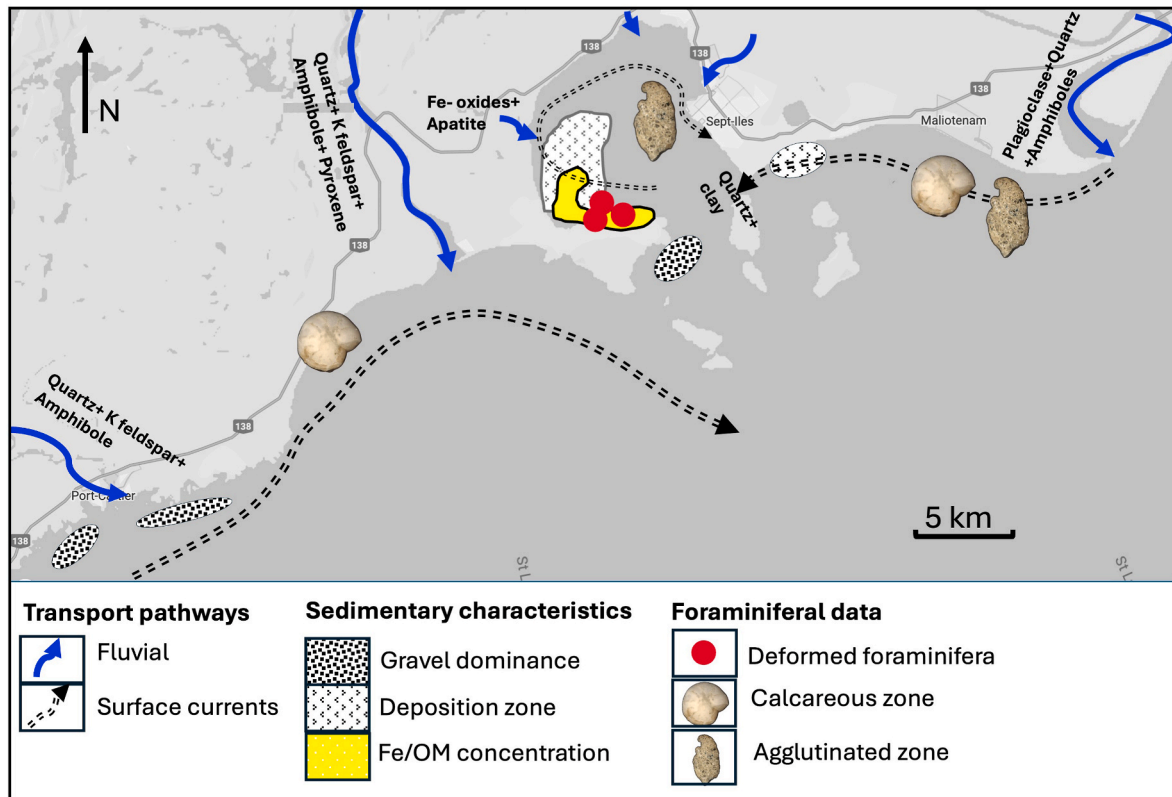 N
138
138
138
Fe- oxides+
Apatite
Quartz+ K feldspar+
Amphibole+ Pyroxene
Sept-Iles
Maliotenam
Plagioclase+Quartz
+Amphiboles
Quartz+
clay
138
Quartz+ K feldspar+
Amphibole
138
Port-Cartier
138
5 km
St L
St L
Transport pathways
Fluvial
Surface currents
Sedimentary characteristics
Gravel dominance
Deposition zone
Fe/OM concentration
Foraminiferal data
Deformed foraminifera
Calcareous zone
Agglutinated zone